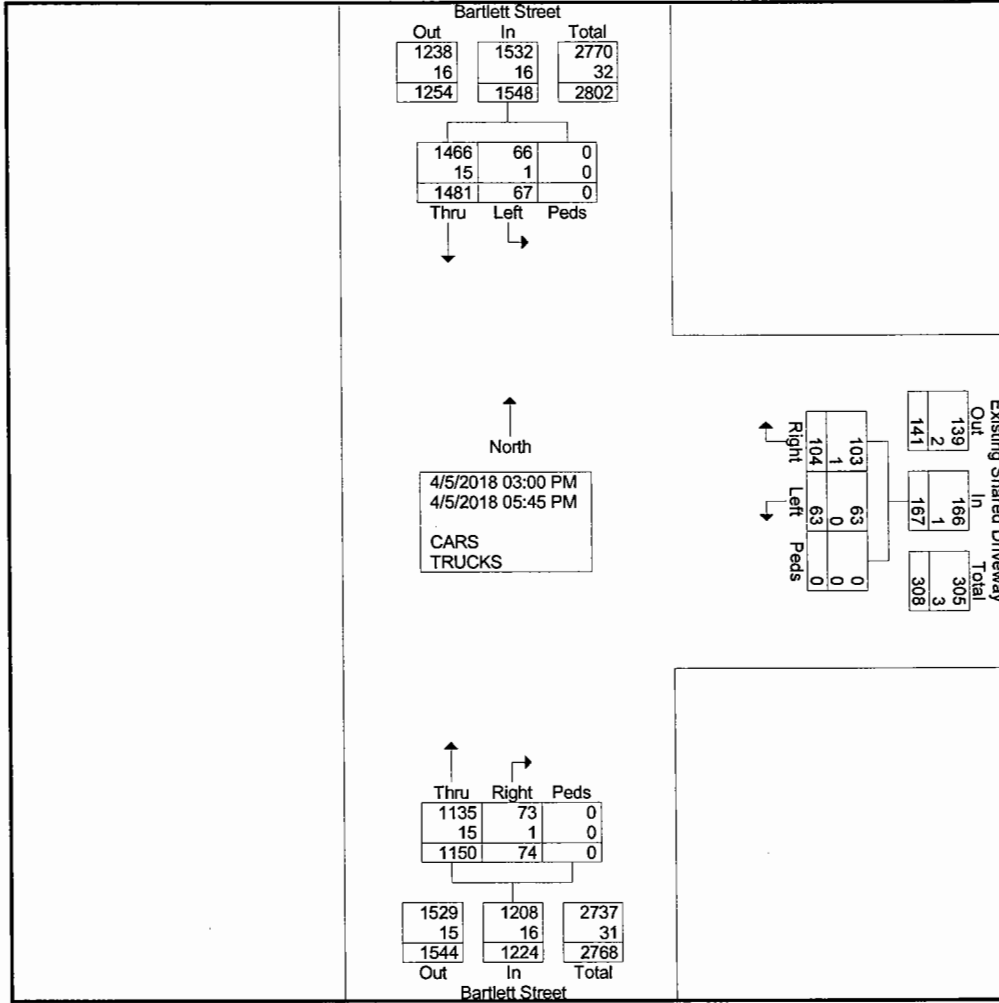 Bartlett Street
Out In Total
1238 1532 2770
16 16 32
1254 1548 2802
1466 66 0
15 1 0
1481 67 0
Thru Left Peds
North
4/5/2018 03:00 PM
4/5/2018 05:45 PM
CARS
TRUCKS
Existing Shared Driveway
Out In Total
139 166 305
2 1 3
141 167 308
103 63 0
1 0 0
104 63 0
Right Left Peds
Thru Right Peds
1135 73 0
15 1 0
1150 74 0
1529 1208 2737
15 16 31
1544 1224 2768
Out In Total
Bartlett Street